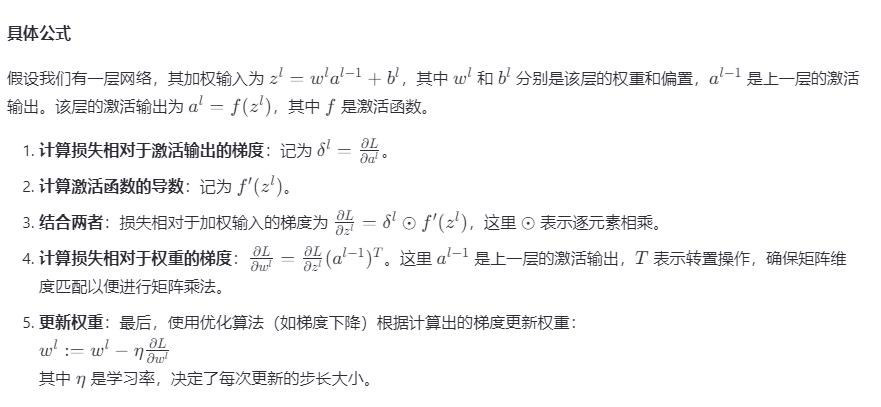 具体公式
假设我们有一层网络，其加权输入为 $z^l = w^l a^{l-1} + b^l$，其中 $w^l$ 和 $b^l$ 分别是该层的权重和偏置，$a^{l-1}$ 是上一层的激活
输出。该层的激活输出为 $a^l = f(z^l)$，其中 $f$ 是激活函数。
1. 计算损失相对于激活输出的梯度：记为 $\delta^l = \frac{\partial L}{\partial a^l}$。
2. 计算激活函数的导数：记为 $f'(z^l)$。
3. 结合两者：损失相对于加权输入的梯度为 $\frac{\partial L}{\partial z^l} = \delta^l \odot f'(z^l)$，这里 $\odot$ 表示逐元素相乘。
4. 计算损失相对于权重的梯度：$\frac{\partial L}{\partial w^l} = \frac{\partial L}{\partial z^l}(a^{l-1})^T$。这里 $a^{l-1}$ 是上一层的激活输出，$T$ 表示转置操作，确保矩阵维
度匹配以便进行矩阵乘法。
5. 更新权重：最后，使用优化算法（如梯度下降）根据计算出的梯度更新权重：
$w^l := w^l - \eta \frac{\partial L}{\partial w^l}$
其中 $\eta$ 是学习率，决定了每次更新的步长大小。